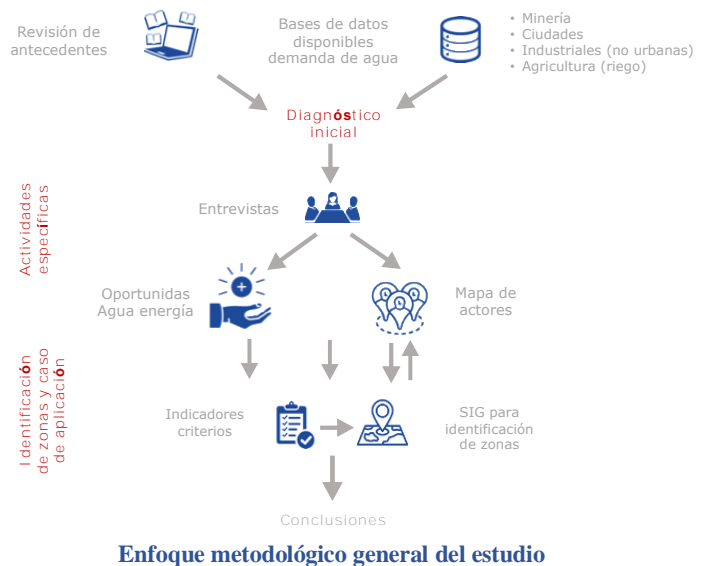 Revisión de
antecedentes
Bases de datos
disponibles
demanda de agua
• Minería
• Ciudades
• Industriales (no urbanas)
• Agricultura (riego)
Diagnóstico
inicial
Actividades
específicas
Entrevistas
Oportunidas
Agua energía
Mapa de
actores
Identificación
de zonas y caso
de aplicación
Indicadores
criterios
SIG para
identificación
de zonas
Conclusiones
Enfoque metodológico general del estudio